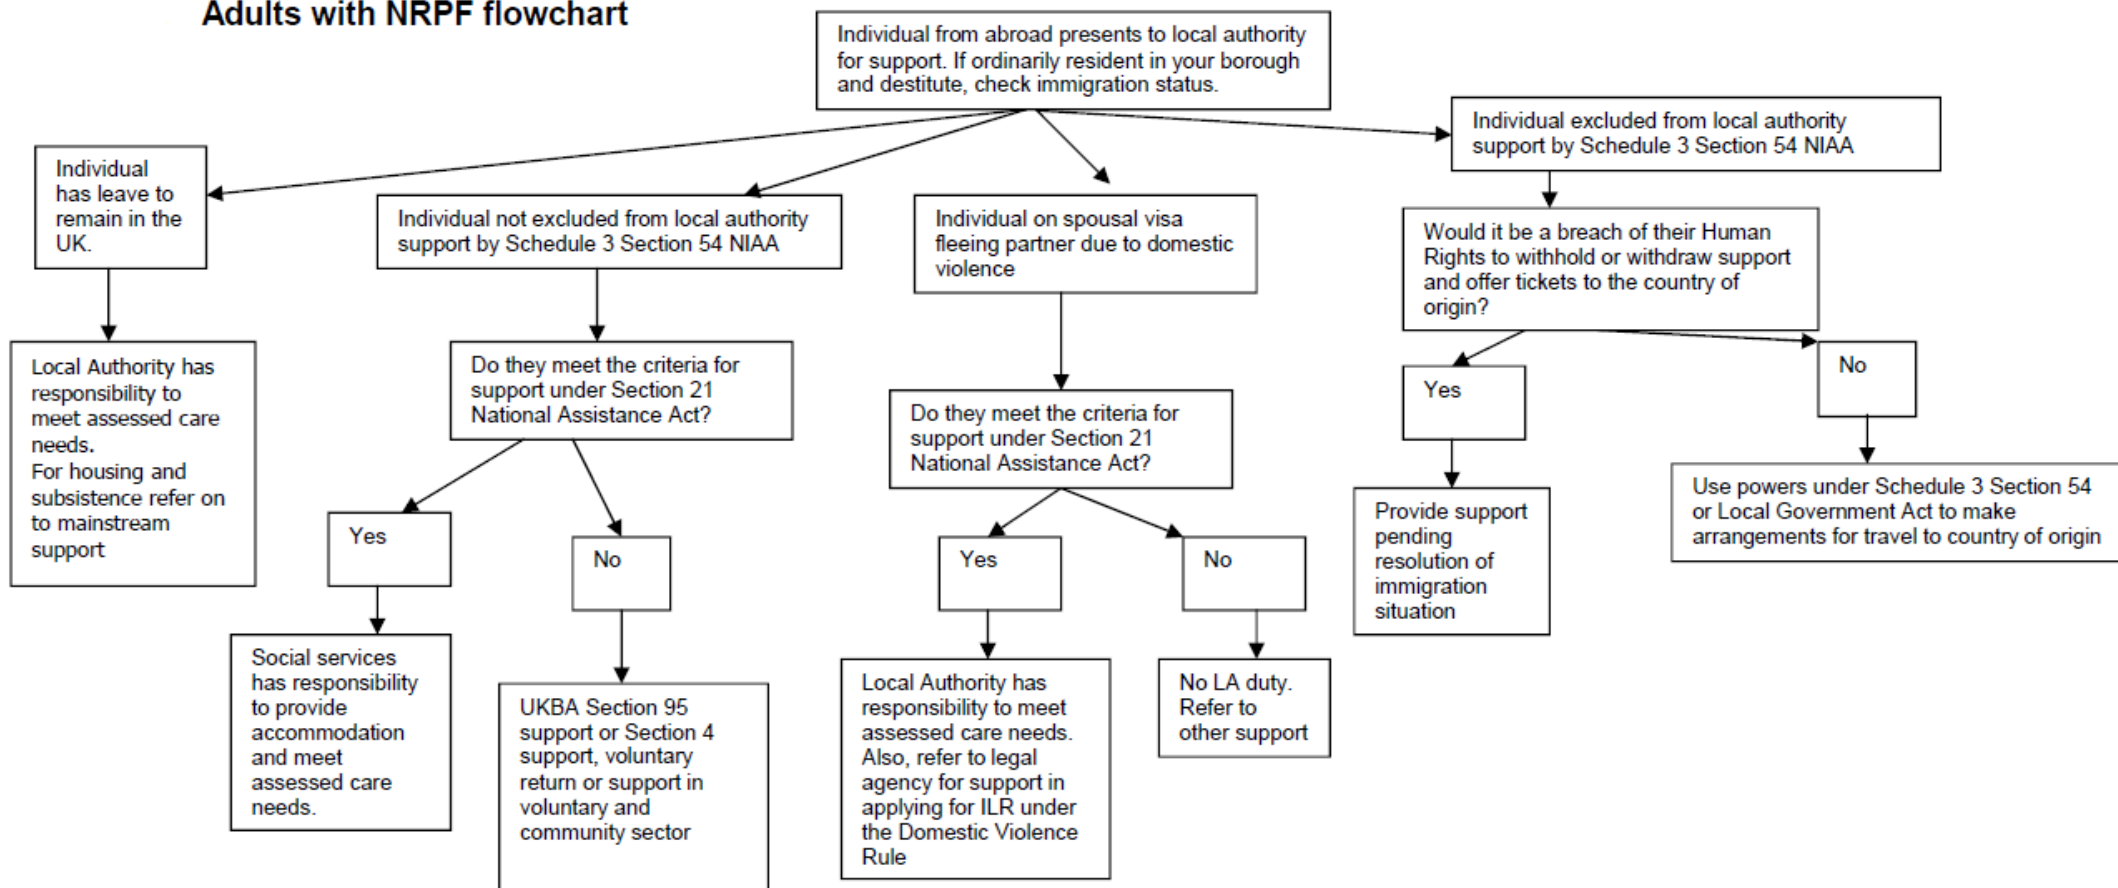 Adults with NRPF flowchart
Individual from abroad presents to local authority
for support. If ordinarily resident in your borough
and destitute, check immigration status.
Individual
has leave to
remain in the
UK.
Local Authority has
responsibility to
meet assessed care
needs.
For housing and
subsistence refer on
to mainstream
support
Individual not excluded from local authority
support by Schedule 3 Section 54 NIAA
Do they meet the criteria for
support under Section 21
National Assistance Act?
Yes
Social services
has responsibility
to provide
accommodation
and meet
assessed care
needs.
No
UKBA Section 95
support or Section 4
support, voluntary
return or support in
voluntary and
community sector
Individual on spousal visa
fleeing partner due to domestic
violence
Do they meet the criteria for
support under Section 21
National Assistance Act?
Yes
Local Authority has
responsibility to meet
assessed care needs.
Also, refer to legal
agency for support in
applying for ILR under
the Domestic Violence
Rule
No
No LA duty.
Refer to
other support
Individual excluded from local authority
support by Schedule 3 Section 54 NIAA
Would it be a breach of their Human
Rights to withhold or withdraw support
and offer tickets to the country of
origin?
Yes
Provide support
pending
resolution of
immigration
situation
No
Use powers under Schedule 3 Section 54
or Local Government Act to make
arrangements for travel to country of origin